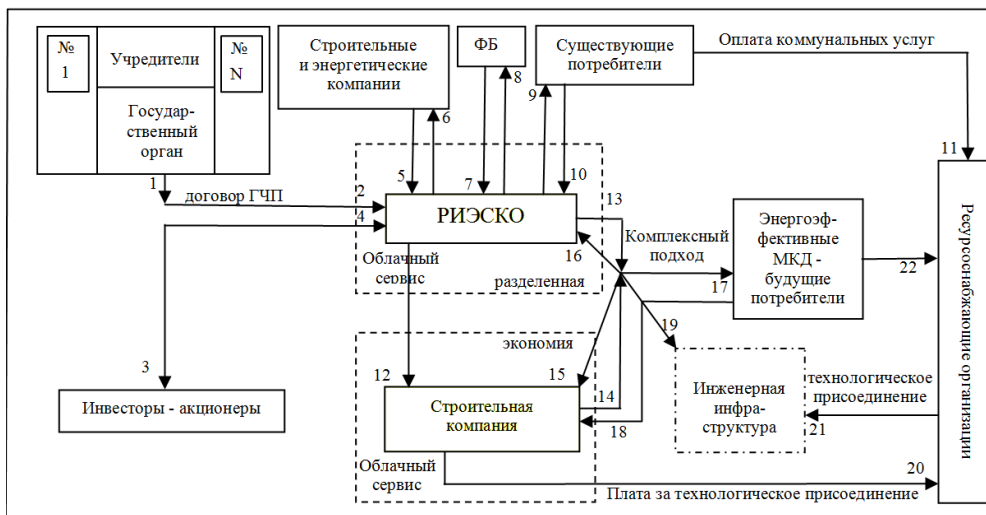 №
1
Учредители
№
N
Государ-
ственный
орган
Строительные
и энергетические
компании
ФБ
Существующие
потребители
Оплата коммунальных услуг
1
договор ГЧП
2
4
5
6
7
8
9
10
11
РИЭСКО
13
16
Облачный
сервис
разделенная
Комплексный
подход
17
Энергоэф-
фективные
МКД -
будущие
потребители
22
Ресурсоснабжающие организации
3
Инвесторы - акционеры
экономия
12
15
14
18
19
Строительная
компания
Инженерная
инфра-
структура
технологическое
присоединение
21
Облачный
сервис
20
Плата за технологическое присоединение